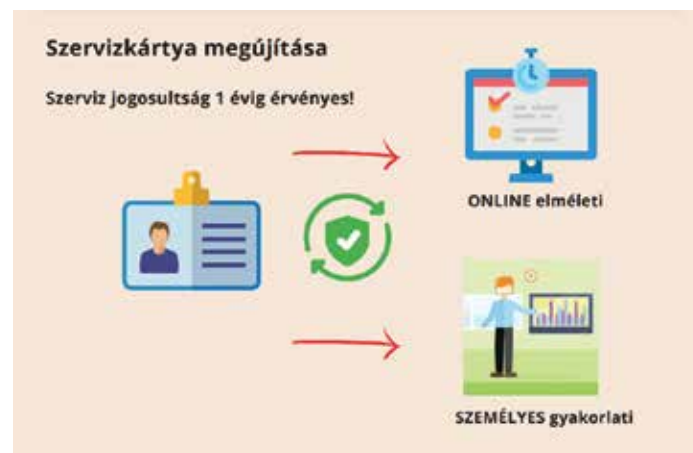 Szervizkártya megújítása
Szerviz jogosultság 1 évig érvényes!
ONLINE elméleti
SZEMÉLYES gyakorlati